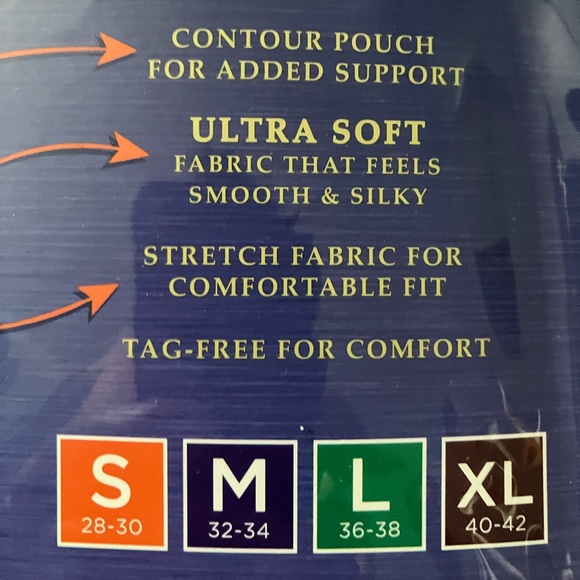 CONTOUR POUCH
FOR ADDED SUPPORT
ULTRA SOFT
FABRIC THAT FEELS
SMOOTH & SILKY
STRETCH FABRIC FOR
COMFORTABLE FIT
TAG-FREE FOR COMFORT
S M L XL
28-30 32-34 36-38 40-42